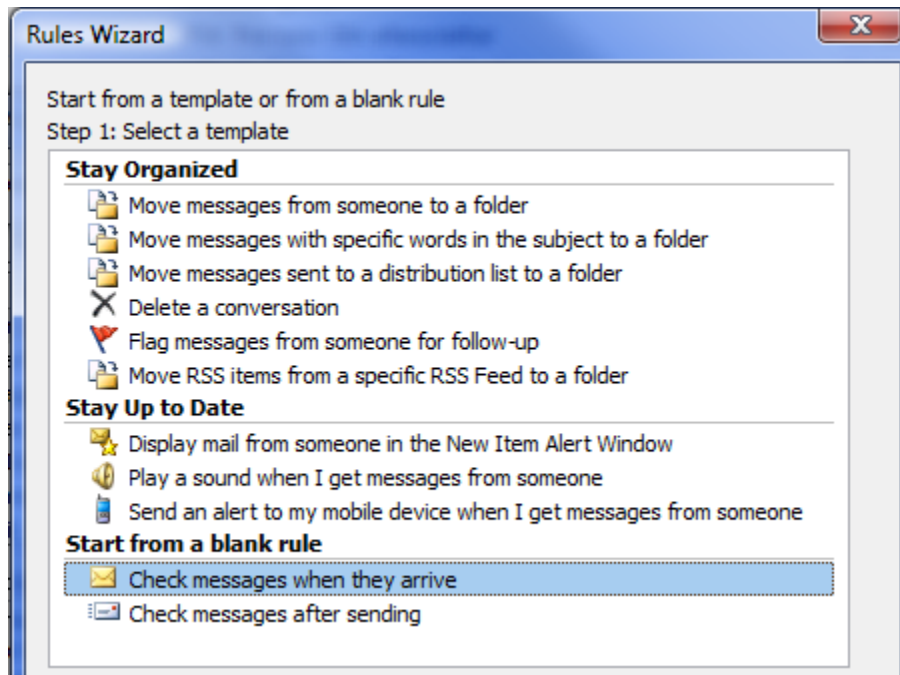 Rules Wizard
Start from a template or from a blank rule
Step 1: Select a template
Stay Organized
Move messages from someone to a folder
Move messages with specific words in the subject to a folder
Move messages sent to a distribution list to a folder
Delete a conversation
Flag messages from someone for follow-up
Move RSS items from a specific RSS Feed to a folder
Stay Up to Date
Display mail from someone in the New Item Alert Window
Play a sound when I get messages from someone
Send an alert to my mobile device when I get messages from someone
Start from a blank rule
Check messages when they arrive
Check messages after sending